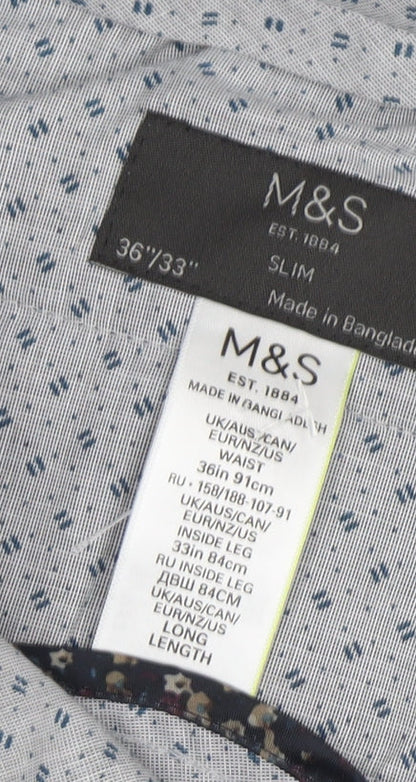 M&S
EST. 1884
36"/33"
SLIM
Made in
M&S
EST. 1884
MADE IN BANGLADESH
UK/AUS/CAN/
EUR/NZ/US
WAIST
36in 91cm
RU • 158/188-107-91
UK/AUS/CAN/
EUR/NZ/US
INSIDE LEG
33in 84cm
RU INSIDE LEG
ДВШ 84CM
UK/AUS/CAN/
EUR/NZ/US
LONG
LENGTH